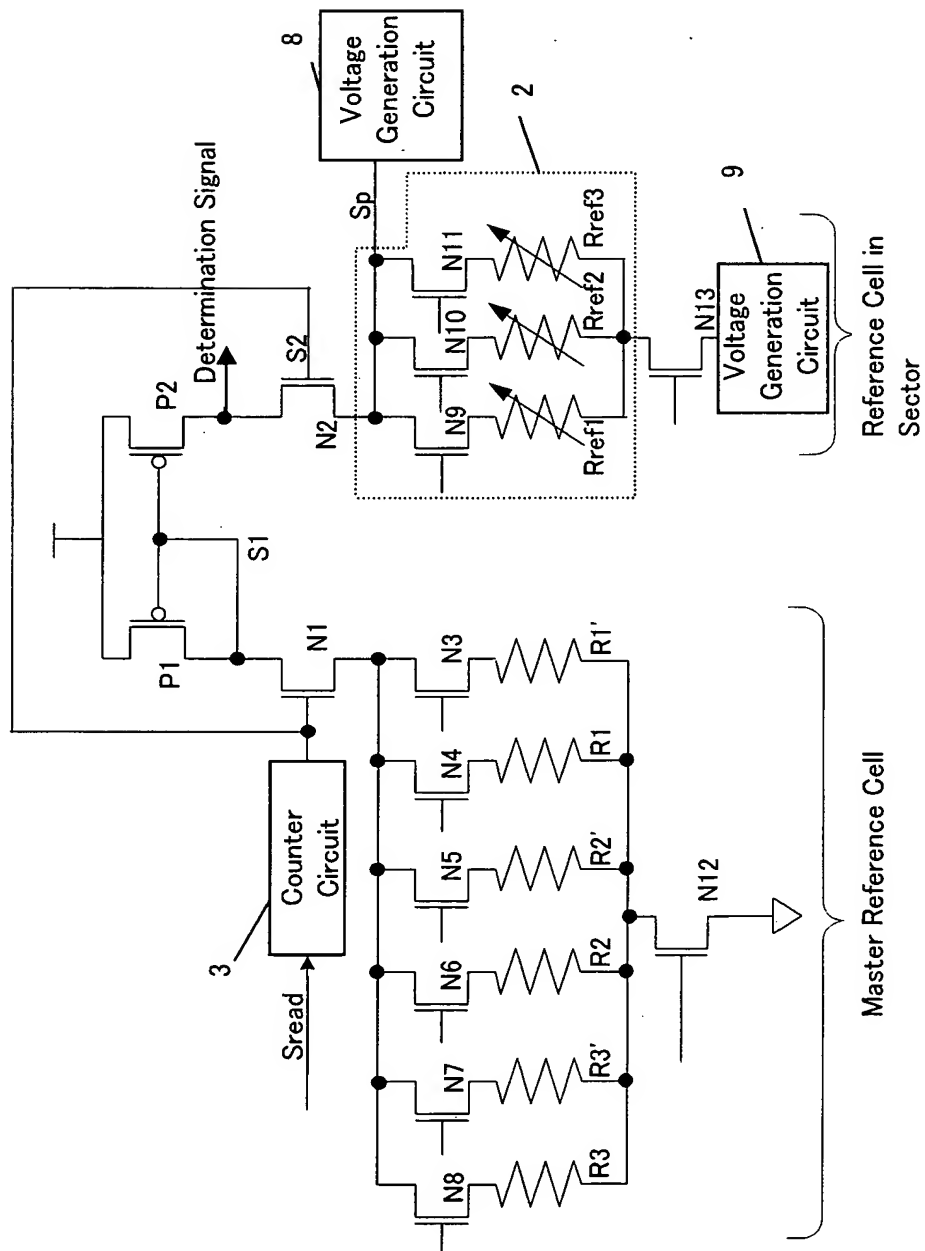 8
Voltage
Generation
Circuit
Determination Signal
2
P2
S2
Sp
P1
S1
N2
N11
Rref3
9
N10
Rref2
N9
Rref1
N13
Voltage
Generation
Circuit
Reference Cell in
Sector
3
Counter
Circuit
Sread
N1
N3
R1'
N4
R1
N5
R2'
N6
R2
N7
R3'
N8
R3
N12
Master Reference Cell